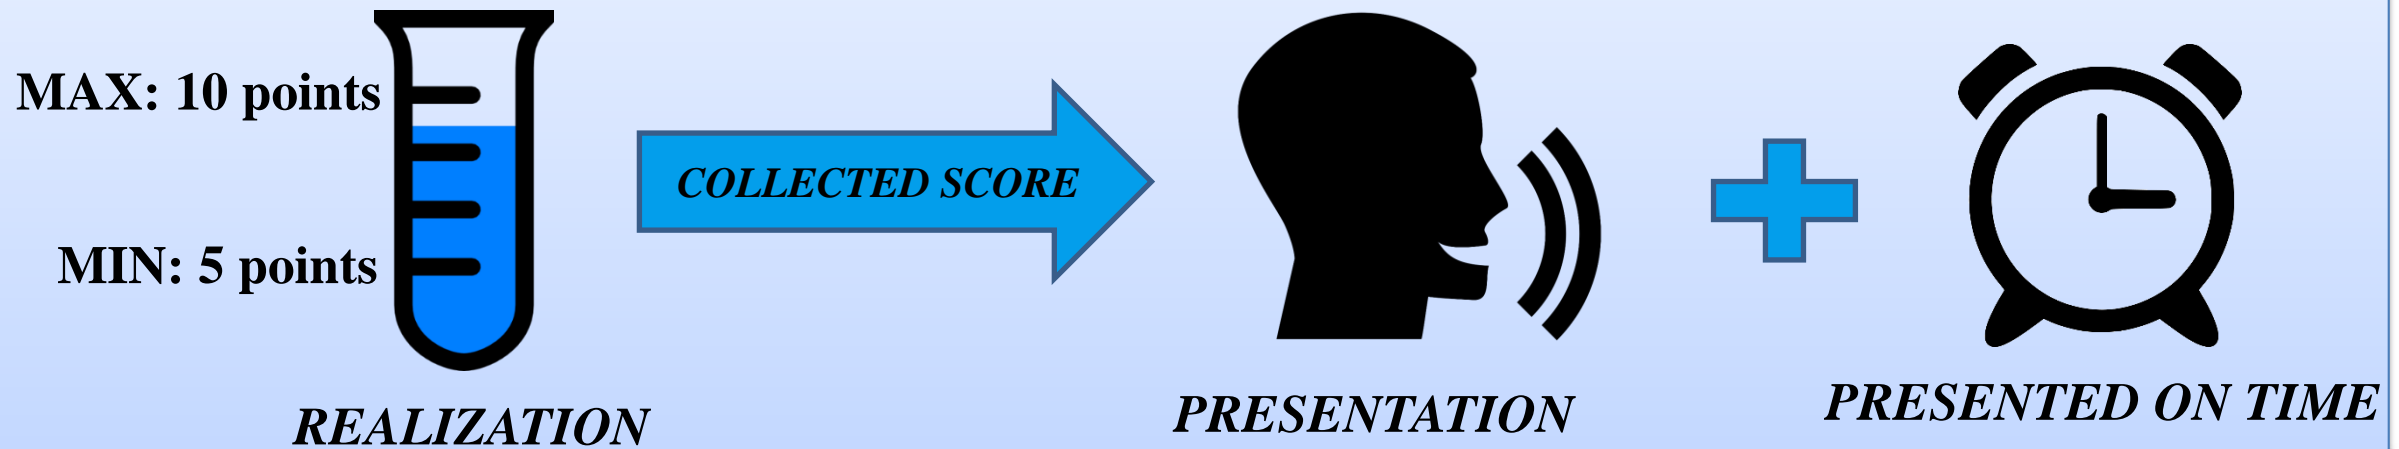 MAX: 10 points
MIN: 5 points
REALIZATION
COLLECTED SCORE
PRESENTATION
PRESENTED ON TIME